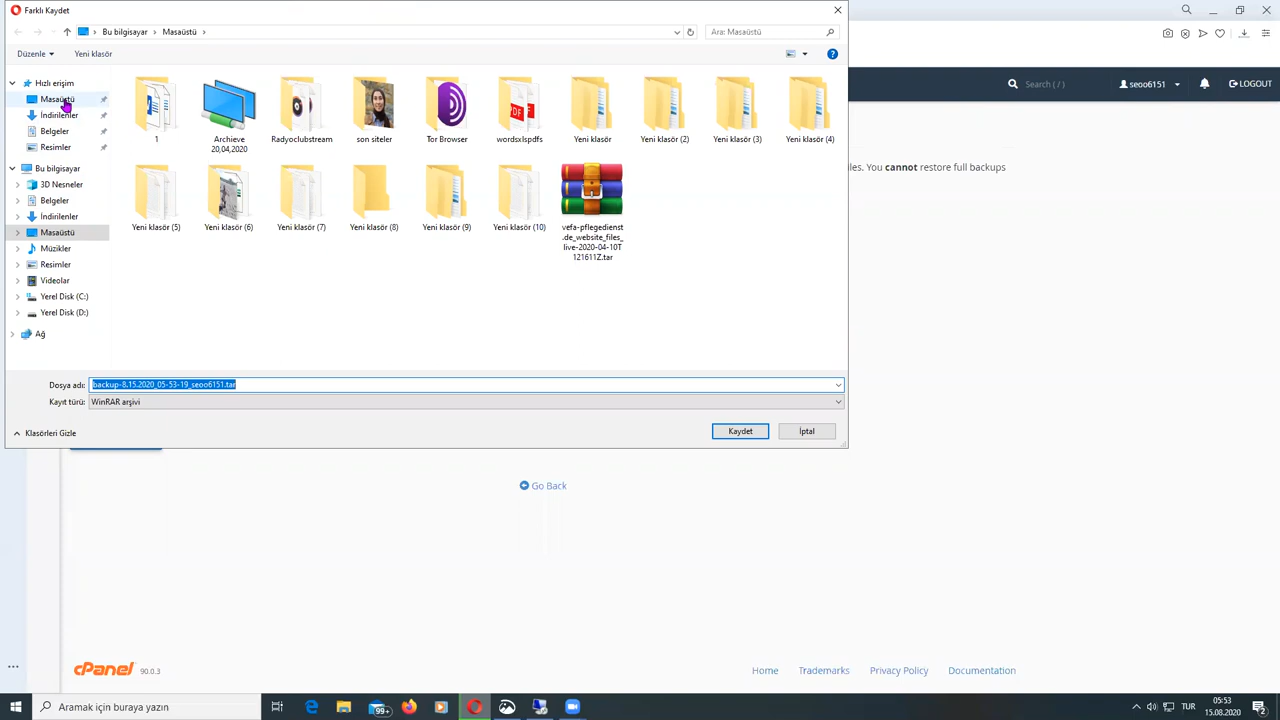 Farklı Kaydet
Bu bilgisayar
Masaüstü
Ara: Masaüstü
Düzenle
Yeni klasör
Hızlı erişim
Masaüstü
İndirilenler
Belgeler
Resimler
Bu bilgisayar
3D Nesneler
Belgeler
İndirilenler
Masaüstü
Müzikler
Resimler
Videolar
Yerel Disk (C:)
Yerel Disk (D:)
Ağ
1
Archieve
20,04,2020
Radyoclubstream
son siteler
Tor Browser
wordsxlspdfs
Yeni klasör
Yeni klasör (2)
Yeni klasör (3)
Yeni klasör (4)
Yeni klasör (5)
Yeni klasör (6)
Yeni klasör (7)
Yeni klasör (8)
Yeni klasör (9)
Yeni klasör (10)
vefa-pflegedienst
.de_website_files_
live-2020-04-10T
121611Z.tar
Dosya adı: backup-8.15.2020_05-53-19_seoo6151.tar
Kayıt türü: WinRAR arşivi
Klasörleri Gizle
Kaydet
İptal
Search ( / )
seoo6151
LOGOUT
les. You cannot restore full backups
Go Back
cPanel 90.0.3
Home
Trademarks
Privacy Policy
Documentation
Aramak için buraya yazın
99+
TUR
05:53
15.08.2020
2